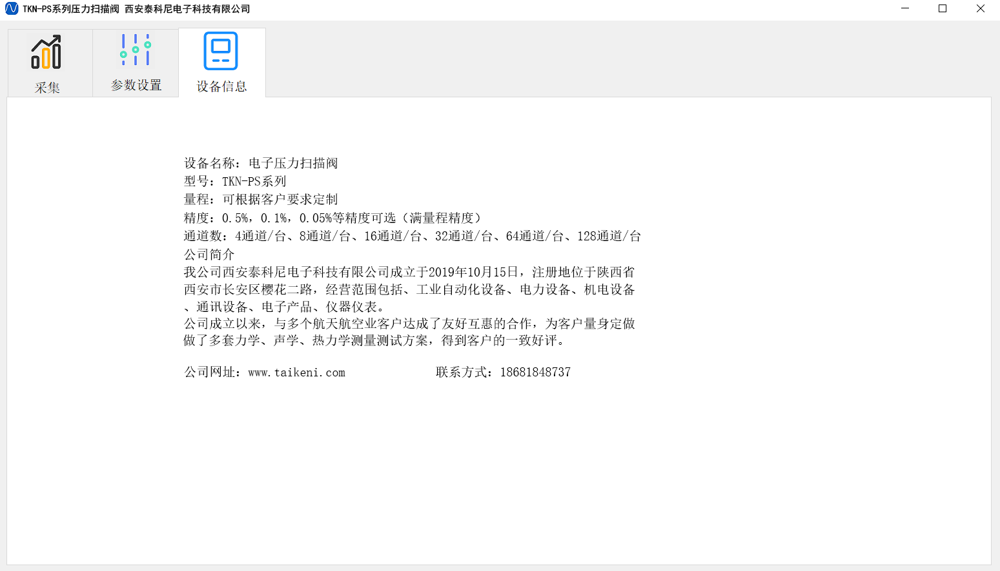 TKN-PS系列压力扫描阀 西安泰科尼电子科技有限公司
采集
参数设置
设备信息
设备名称：电子压力扫描阀
型号：TKN-PS系列
量程：可根据客户要求定制
精度：0.5%，0.1%，0.05%等精度可选（满量程精度）
通道数：4通道/台、8通道/台、16通道/台、32通道/台、64通道/台、128通道/台
公司简介
我公司西安泰科尼电子科技有限公司成立于2019年10月15日，注册地位于陕西省
西安市长安区樱花二路，经营范围包括、工业自动化设备、电力设备、机电设备
、通讯设备、电子产品、仪器仪表。
公司成立以来，与多个航天航空业客户达成了友好互惠的合作，为客户量身定做
做了多套力学、声学、热力学测量测试方案，得到客户的一致好评。
公司网址：www.taikeni.com 联系方式：18681848737